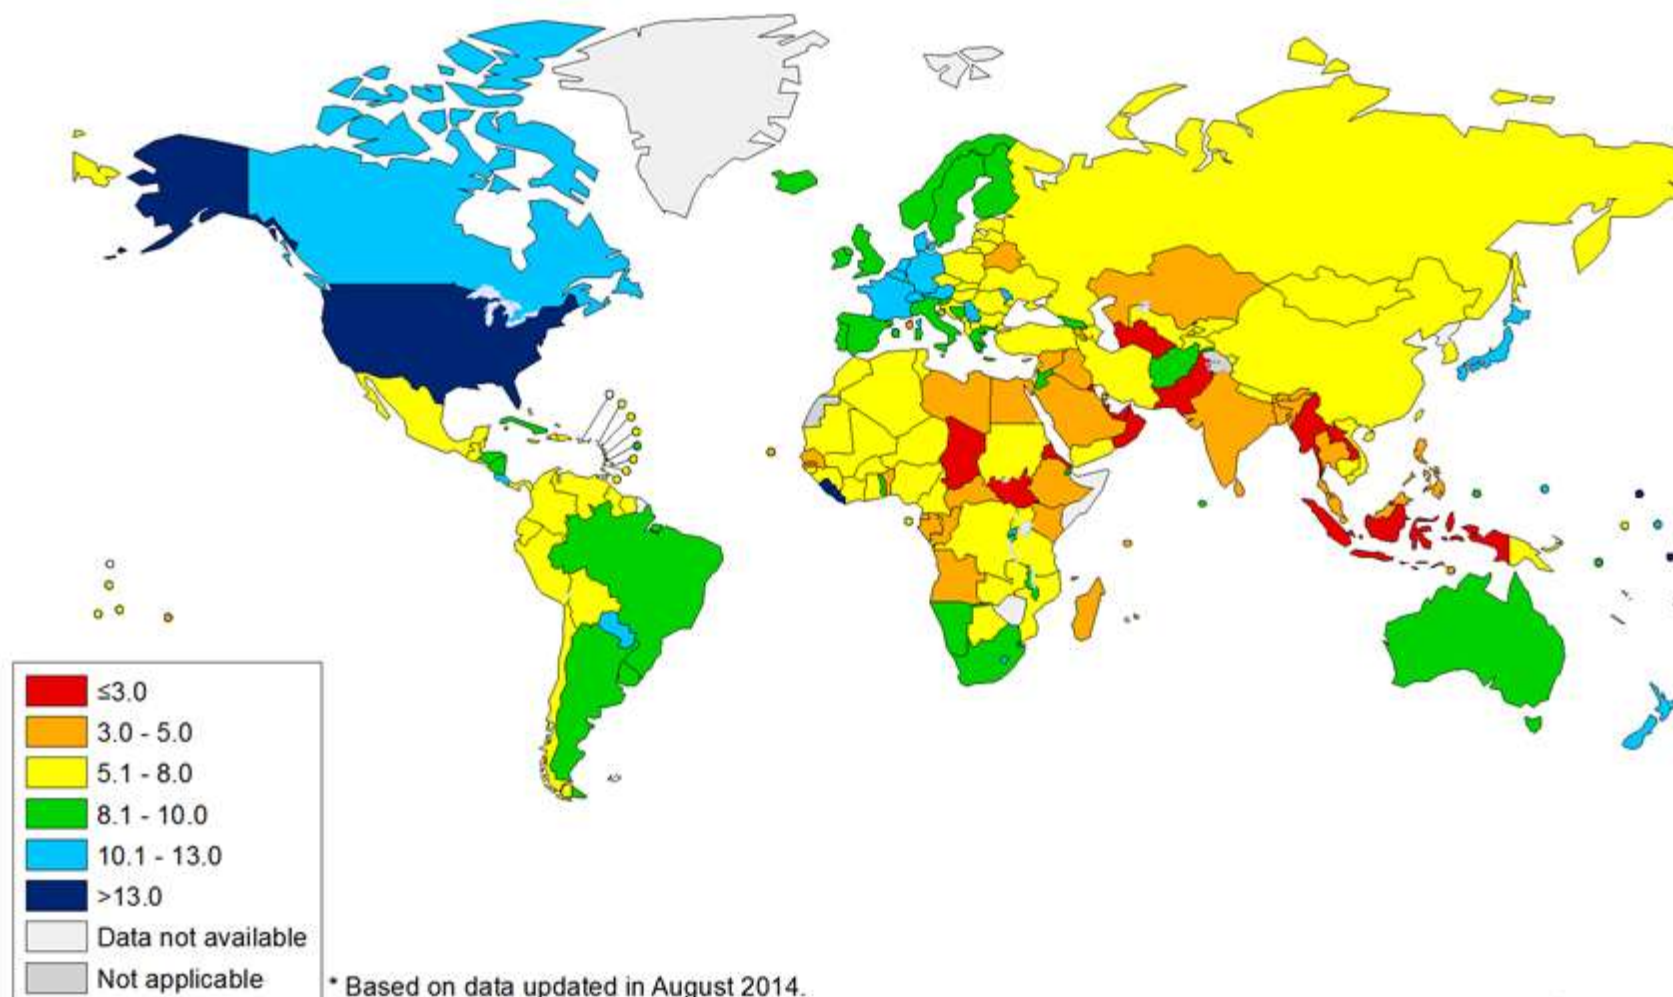 ≤3.0
3.0 - 5.0
5.1 - 8.0
8.1 - 10.0
10.1 - 13.0
>13.0
Data not available
Not applicable
* Based on data updated in August 2014.